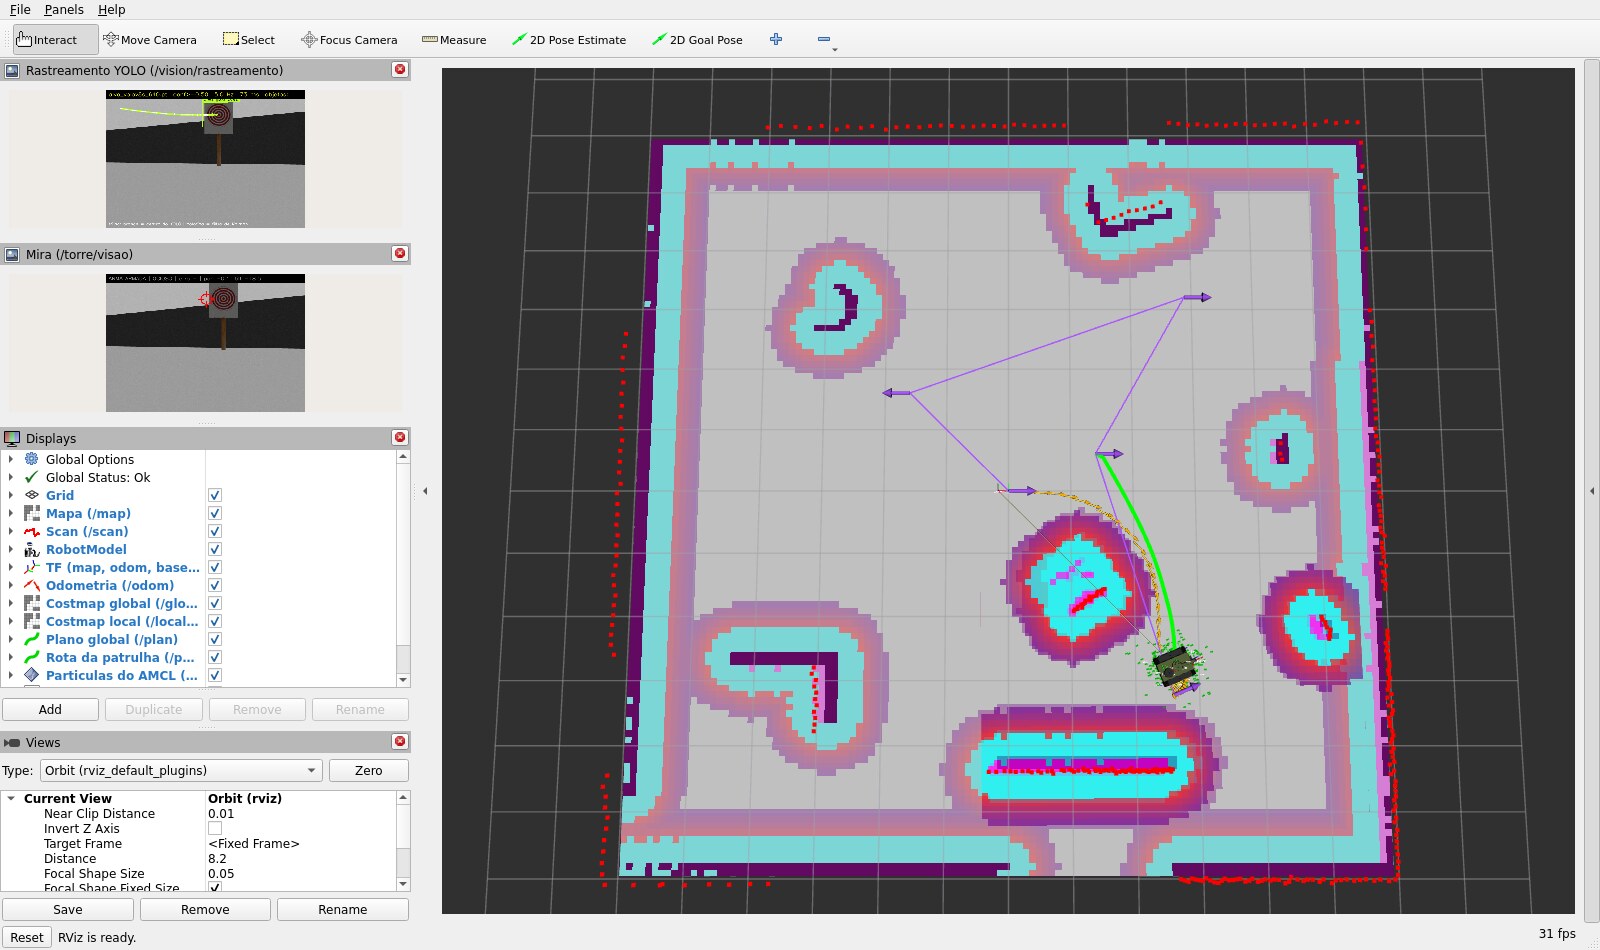 File Panels Help
Interact Move Camera Select Focus Camera Measure 2D Pose Estimate 2D Goal Pose
Rastreamento YOLO (/vision/rastreamento)
Mira (/torre/visao)
Displays
Global Options
Global Status: Ok
Grid
Mapa (/map)
Scan (/scan)
RobotModel
TF (map, odom, base...
Odometria (/odom)
Costmap global (/glo...
Costmap local (/local...
Plano global (/plan)
Rota da patrulha (/p...
Particulas do AMCL (...
Add Duplicate Remove Rename
Views
Type: Orbit (rviz_default_plugins) Zero
Current View Orbit (rviz)
Near Clip Distance 0.01
Invert Z Axis
Target Frame <Fixed Frame>
Distance 8.2
Focal Shape Size 0.05
Focal Shape Fixed Size
Save Remove Rename
Reset RViz is ready. 31 fps